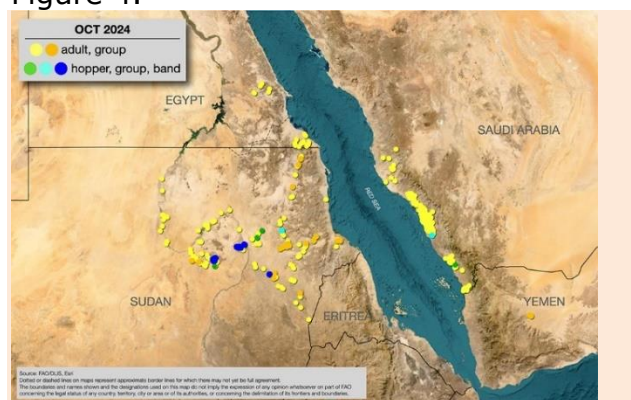 Figure 4.
OCT 2024
adult, group
hopper, group, band
EGYPT
SAUDI ARABIA
RED SEA
SUDAN
ERITREA
YEMEN
Source: FAO/DLIS, Esri
Dotted or dashed lines on maps represent approximate border lines for which there may not yet be full agreement.
The boundaries and names shown and the designations used on this map do not imply the expression of any opinion whatsoever on part of FAO
concerning the legal status of any country, territory, city or area or of its authorities, or concerning the delimitation of its frontiers and boundaries.